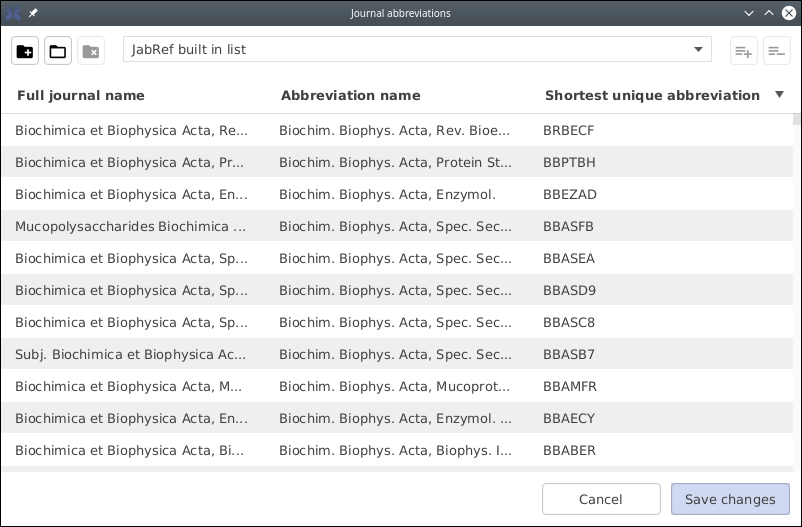 Journal abbreviations
JabRef built in list
Full journal name Abbreviation name Shortest unique abbreviation
Biochimica et Biophysica Acta, Re... Biochim. Biophys. Acta, Rev. Bioe... BRBECF
Biochimica et Biophysica Acta, Pr... Biochim. Biophys. Acta, Protein St... BBPTBH
Biochimica et Biophysica Acta, En... Biochim. Biophys. Acta, Enzymol. BBEZAD
Mucopolysaccharides Biochimica ... Biochim. Biophys. Acta, Spec. Sec... BBASFB
Biochimica et Biophysica Acta, Sp... Biochim. Biophys. Acta, Spec. Sec... BBASEA
Biochimica et Biophysica Acta, Sp... Biochim. Biophys. Acta, Spec. Sec... BBASD9
Biochimica et Biophysica Acta, Sp... Biochim. Biophys. Acta, Spec. Sec... BBASC8
Subj. Biochimica et Biophysica Ac... Biochim. Biophys. Acta, Spec. Sec... BBASB7
Biochimica et Biophysica Acta, M... Biochim. Biophys. Acta, Mucoprot... BBAMFR
Biochimica et Biophysica Acta, En... Biochim. Biophys. Acta, Enzymol. ... BBAECY
Biochimica et Biophysica Acta, Bi... Biochim. Biophys. Acta, Biophys. I... BBABER
Cancel Save changes